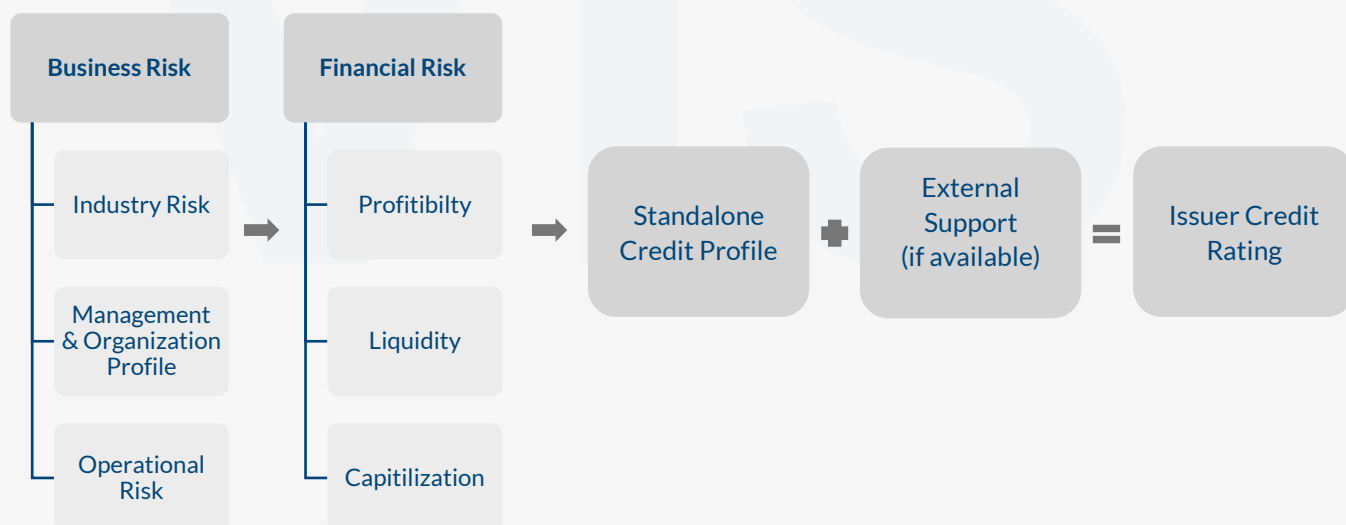 Business Risk
Industry Risk
Management
& Organization
Profile
Operational
Risk
Financial Risk
Profitibilty
Liquidity
Capitilization
Standalone
Credit Profile
External
Support
(if available)
Issuer Credit
Rating